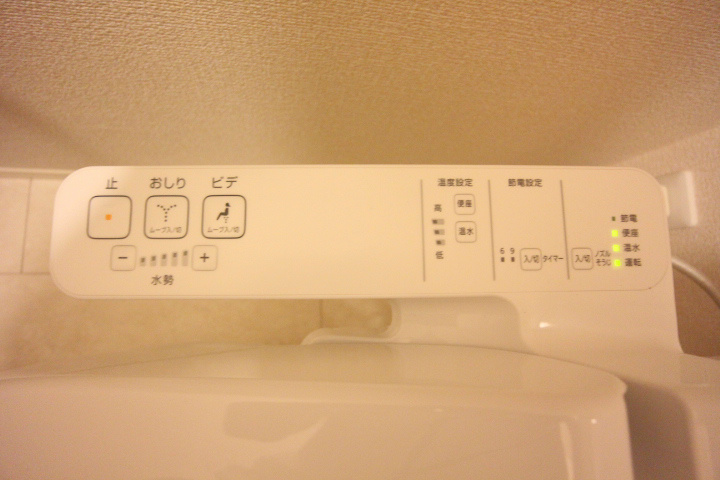 止
おしり
ビデ
ムーブ入/切
ムーブ入/切
−
+
水勢
温度設定
高
便座
温水
低
節電設定
6 9
入/切
タイマー
入/切
ノズル
そうじ
節電
便座
温水
運転